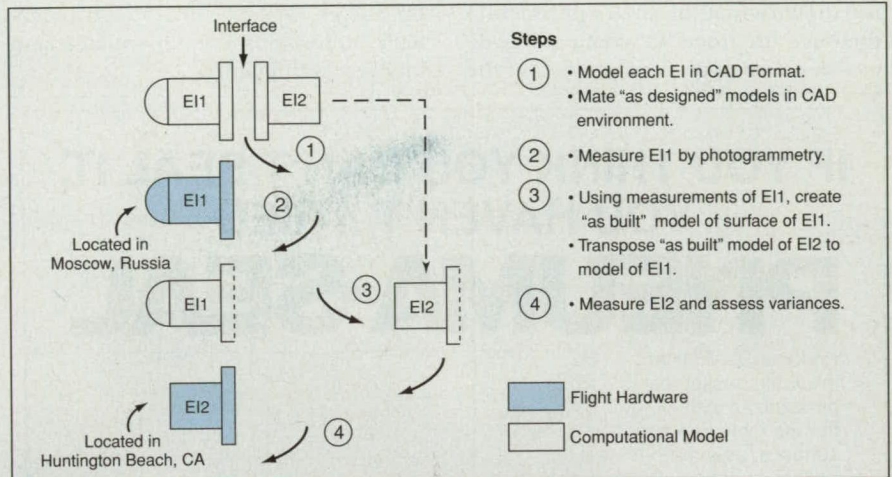 Interface
EI1
EI2
1
EI1
2
Located in
Moscow, Russia
EI1
3
EI2
EI2
Located in
Huntington Beach, CA
4
Steps
1
• Model each EI in CAD Format.
• Mate “as designed” models in CAD
environment.
2
• Measure EI1 by photogrammetry.
3
• Using measurements of EI1, create
“as built” model of surface of EI1.
• Transpose “as built” model of EI2 to
model of EI1.
4
• Measure EI2 and assess variances.
Flight Hardware
Computational Model